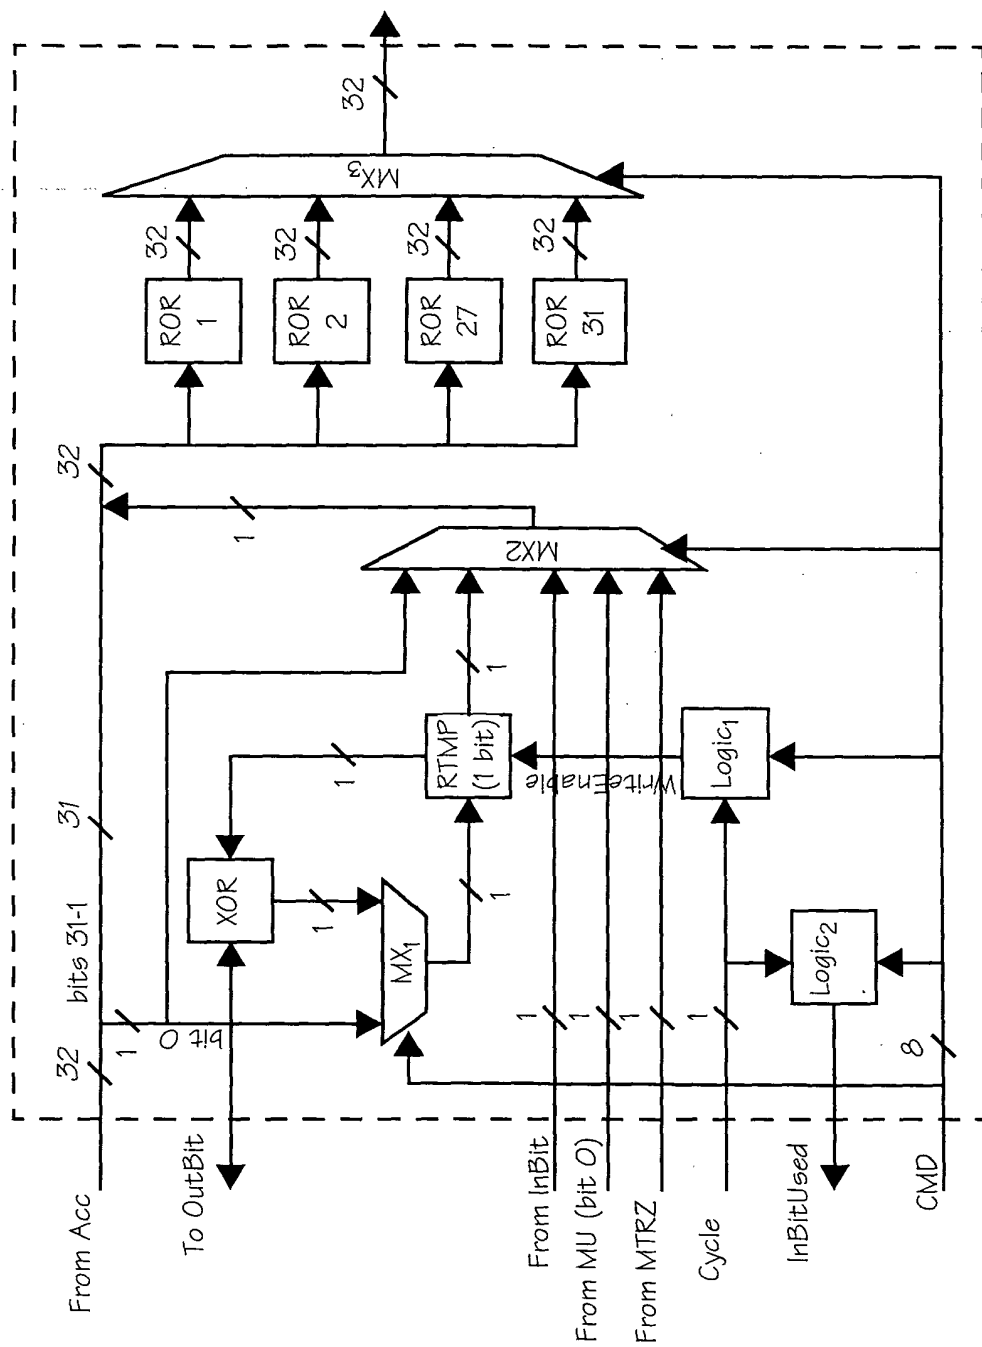 From Acc
To OutBit
From InBit
From MU (bit 0)
From MTRZ
Cycle
InBitUsed
CMD
32
1
bit 0
bits 31-1
31
32
1
1
1
1
8
XOR
1
MX1
1
1
RTMP
(1 bit)
1
WriteEnable
Logic1
Logic2
MX2
1
ROR
1
ROR
2
ROR
27
ROR
31
32
32
32
32
MX3
32